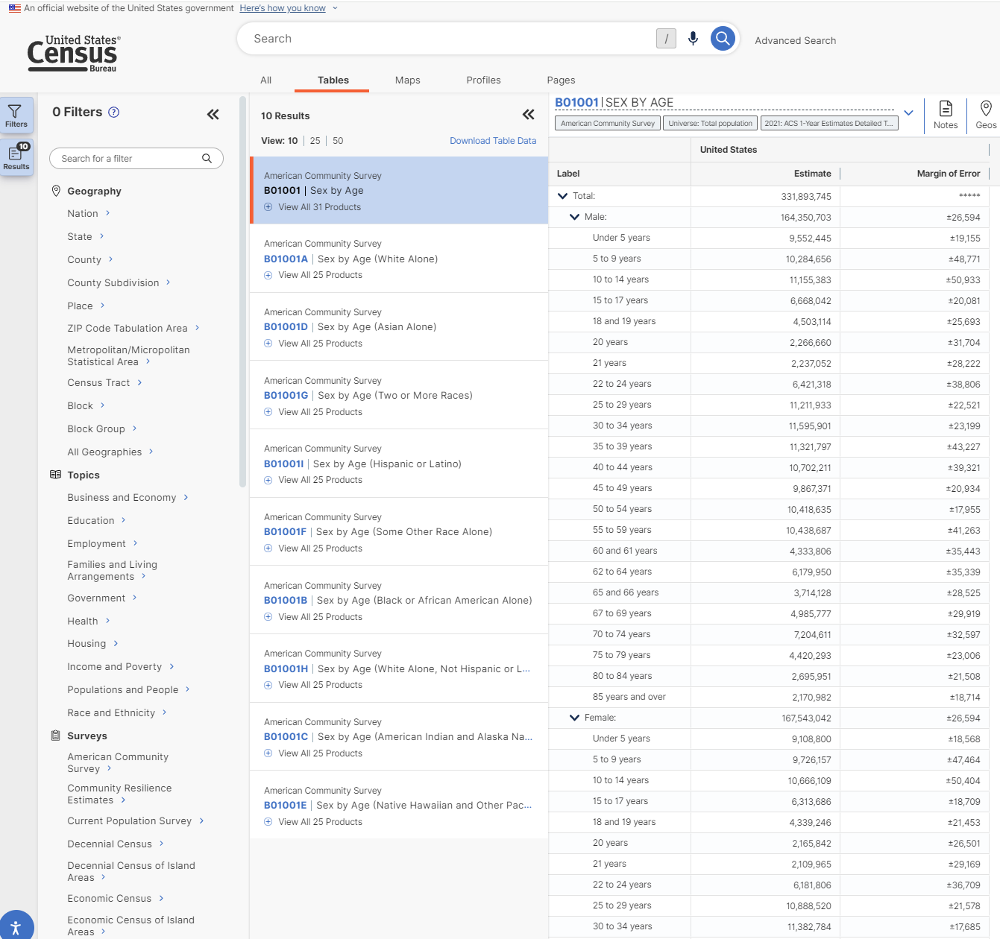 An official website of the United States government Here's how you know
United States®
Census
Bureau
Search
/
Advanced Search
All Tables Maps Profiles Pages
Filters
10
Results
0 Filters ?
Search for a filter
Geography
Nation
State
County
County Subdivision
Place
ZIP Code Tabulation Area
Metropolitan/Micropolitan
Statistical Area
Census Tract
Block
Block Group
All Geographies
Topics
Business and Economy
Education
Employment
Families and Living
Arrangements
Government
Health
Housing
Income and Poverty
Populations and People
Race and Ethnicity
Surveys
American Community
Survey
Community Resilience
Estimates
Current Population Survey
Decennial Census
Decennial Census of Island
Areas
Economic Census
Economic Census of Island
Areas
10 Results
View: 10 | 25 | 50 Download Table Data
American Community Survey
B01001 | Sex by Age
View All 31 Products
American Community Survey
B01001A | Sex by Age (White Alone)
View All 25 Products
American Community Survey
B01001D | Sex by Age (Asian Alone)
View All 25 Products
American Community Survey
B01001G | Sex by Age (Two or More Races)
View All 25 Products
American Community Survey
B01001I | Sex by Age (Hispanic or Latino)
View All 25 Products
American Community Survey
B01001F | Sex by Age (Some Other Race Alone)
View All 25 Products
American Community Survey
B01001B | Sex by Age (Black or African American Alone)
View All 25 Products
American Community Survey
B01001H | Sex by Age (White Alone, Not Hispanic or L...
View All 25 Products
American Community Survey
B01001C | Sex by Age (American Indian and Alaska Na...
View All 25 Products
American Community Survey
B01001E | Sex by Age (Native Hawaiian and Other Pac...
View All 25 Products
B01001 | SEX BY AGE
American Community Survey Universe: Total population 2021: ACS 1-Year Estimates Detailed T...
Notes
Geos
United States
Label Estimate Margin of Error
Total: 331,893,745 *****
Male: 164,350,703 ±26,594
Under 5 years 9,552,445 ±19,155
5 to 9 years 10,284,656 ±48,771
10 to 14 years 11,155,383 ±50,933
15 to 17 years 6,668,042 ±20,081
18 and 19 years 4,503,114 ±25,693
20 years 2,266,660 ±31,704
21 years 2,237,052 ±28,222
22 to 24 years 6,421,318 ±38,806
25 to 29 years 11,211,933 ±22,521
30 to 34 years 11,595,901 ±23,199
35 to 39 years 11,321,797 ±43,227
40 to 44 years 10,702,211 ±39,321
45 to 49 years 9,867,371 ±20,934
50 to 54 years 10,418,635 ±17,955
55 to 59 years 10,438,687 ±41,263
60 and 61 years 4,333,806 ±35,443
62 to 64 years 6,179,950 ±35,339
65 and 66 years 3,714,128 ±28,525
67 to 69 years 4,985,777 ±29,919
70 to 74 years 7,204,611 ±32,597
75 to 79 years 4,420,293 ±23,006
80 to 84 years 2,695,951 ±21,508
85 years and over 2,170,982 ±18,714
Female: 167,543,042 ±26,594
Under 5 years 9,108,800 ±18,568
5 to 9 years 9,726,157 ±47,464
10 to 14 years 10,666,109 ±50,404
15 to 17 years 6,313,686 ±18,709
18 and 19 years 4,339,246 ±21,453
20 years 2,165,842 ±26,501
21 years 2,109,965 ±29,169
22 to 24 years 6,181,806 ±36,709
25 to 29 years 10,888,520 ±21,578
30 to 34 years 11,382,784 ±17,685